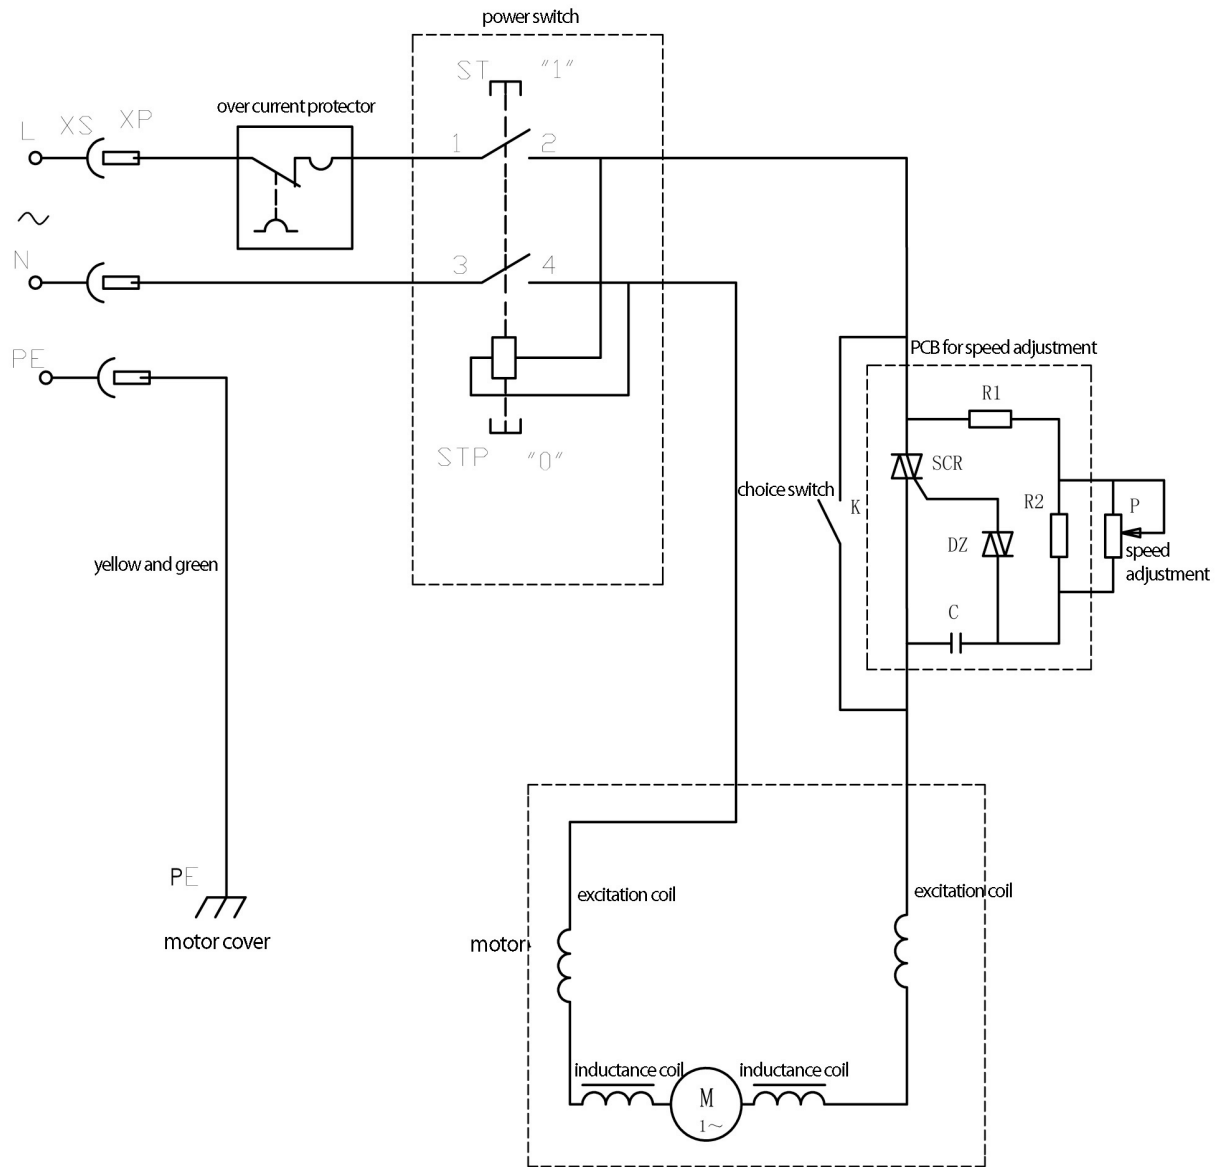 power switch
ST "1"
over current protector
L XS XP
1 2
N
3 4
PE
PCB for speed adjustment
R1
STP "0"
SCR
choice switch K
R2 P
DZ
speed
adjustment
yellow and green
C
PE
motor cover
excitation coil
excitation coil
motor
inductance coil
inductance coil
M
1~